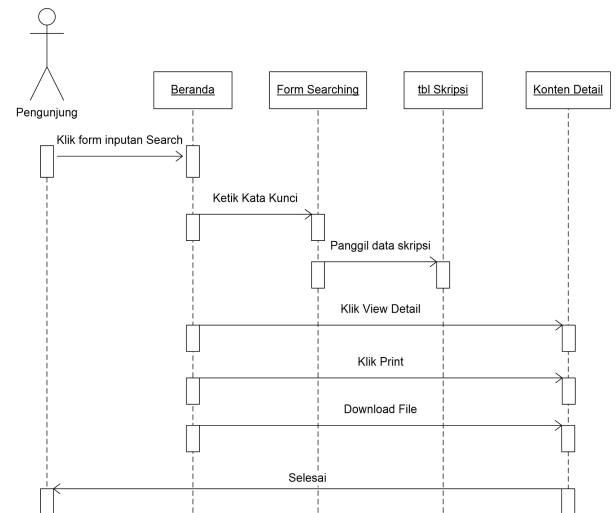 Pengunjung
Beranda
Form Searching
tbl Skripsi
Konten Detail
Klik form inputan Search
Ketik Kata Kunci
Panggil data skripsi
Klik View Detail
Klik Print
Download File
Selesai